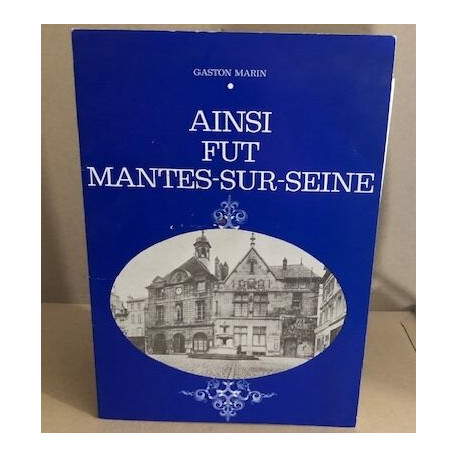 GASTON MARIN
AINSI
FUT
MANTES-SUR-SEINE